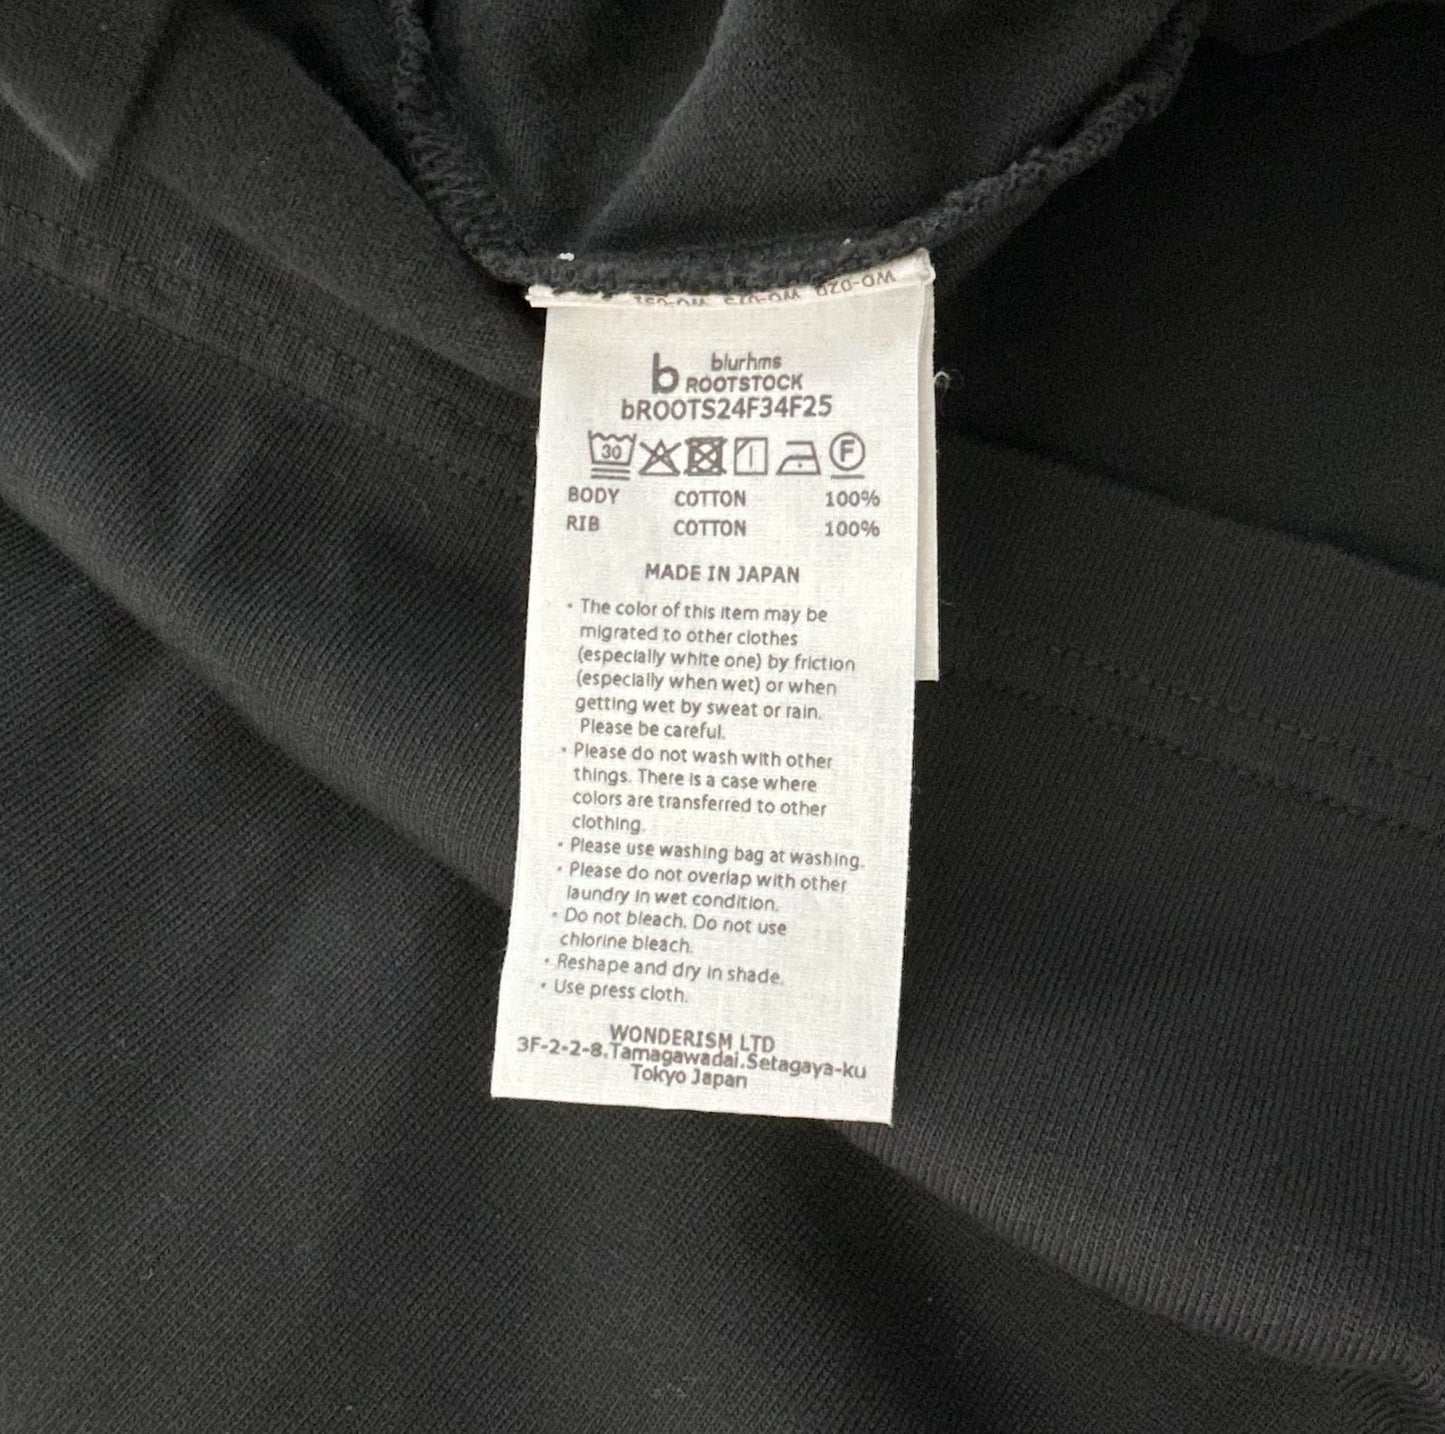 b blurhms
ROOTSTOCK
bROOTS24F34F25
30 F
BODY COTTON 100%
RIB COTTON 100%
MADE IN JAPAN
• The color of this item may be
migrated to other clothes
(especially white one) by friction
(especially when wet) or when
getting wet by sweat or rain.
Please be careful.
• Please do not wash with other
things. There is a case where
colors are transferred to other
clothing.
• Please use washing bag at washing.
• Please do not overlap with other
laundry in wet condition.
• Do not bleach. Do not use
chlorine bleach.
• Reshape and dry in shade.
• Use press cloth.
WONDERISM LTD
3F-2-2-8.Tamagawadai.Setagaya-ku
Tokyo Japan